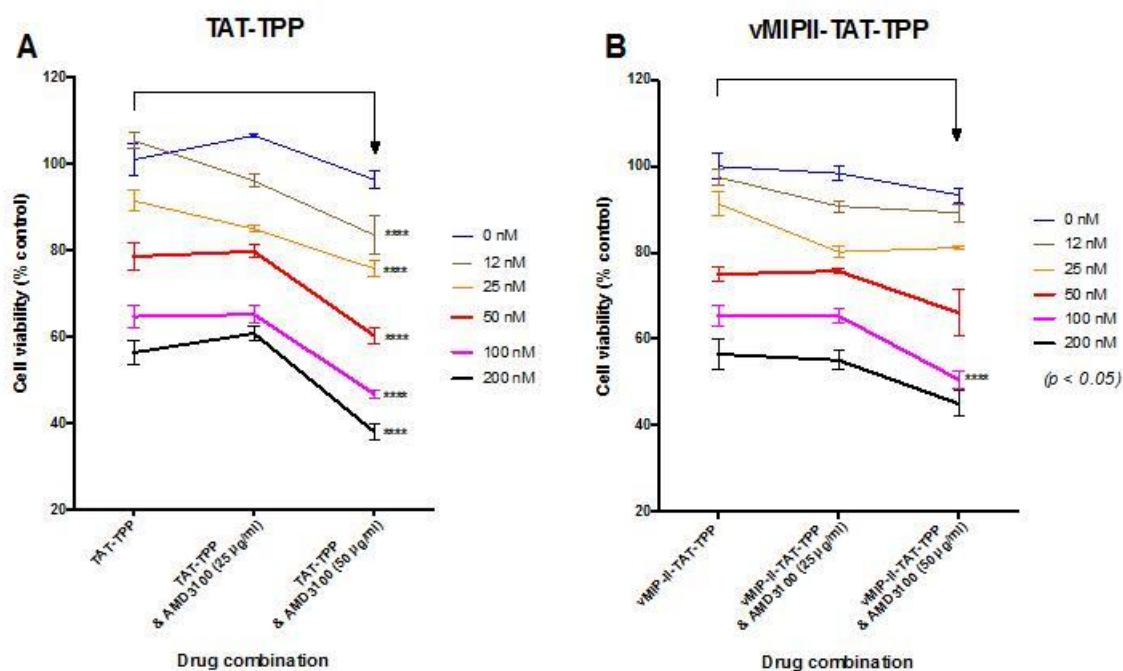 A
TAT-TPP
120
100
80
60
40
20
Cell viability (% control)
****
****
****
****
****
0 nM
12 nM
25 nM
50 nM
100 nM
200 nM
TAT-TPP
TAT-TPP
& AMD3100 (25 µg/ml)
TAT-TPP
& AMD3100 (50 µg/ml)
Drug combination
B
vMIPII-TAT-TPP
120
100
80
60
40
20
Cell viability (% control)
****
0 nM
12 nM
25 nM
50 nM
100 nM
200 nM
(p < 0.05)
vMIP-II-TAT-TPP
vMIP-II-TAT-TPP
& AMD3100 (25 µg/ml)
vMIP-II-TAT-TPP
& AMD3100 (50 µg/ml)
Drug combination